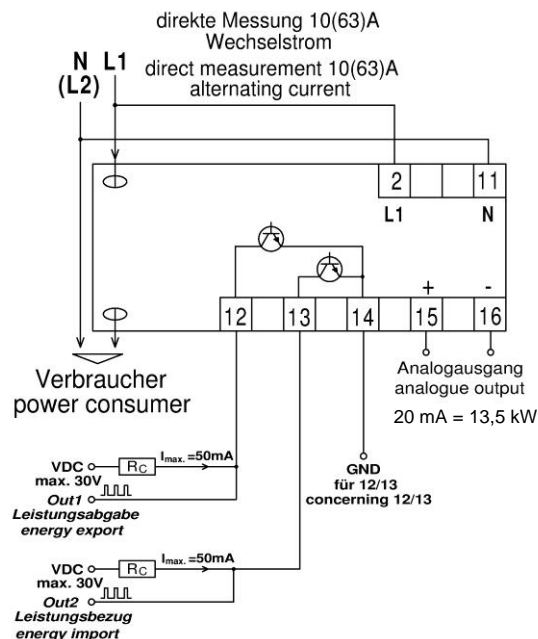 direkte Messung 10(63)A
Wechselstrom
direct measurement 10(63)A
alternating current
N L1
(L2)
2 11
L1 N
+ -
12 13 14 15 16
Verbraucher
power consumer
Analogausgang
analogue output
20 mA = 13,5 kW
VDC RC Imax. =50mA
max. 30V
Out1
Leistungsabgabe
energy export
GND
für 12/13
concerning 12/13
VDC RC Imax. =50mA
max. 30V
Out2
Leistungsbezug
energy import